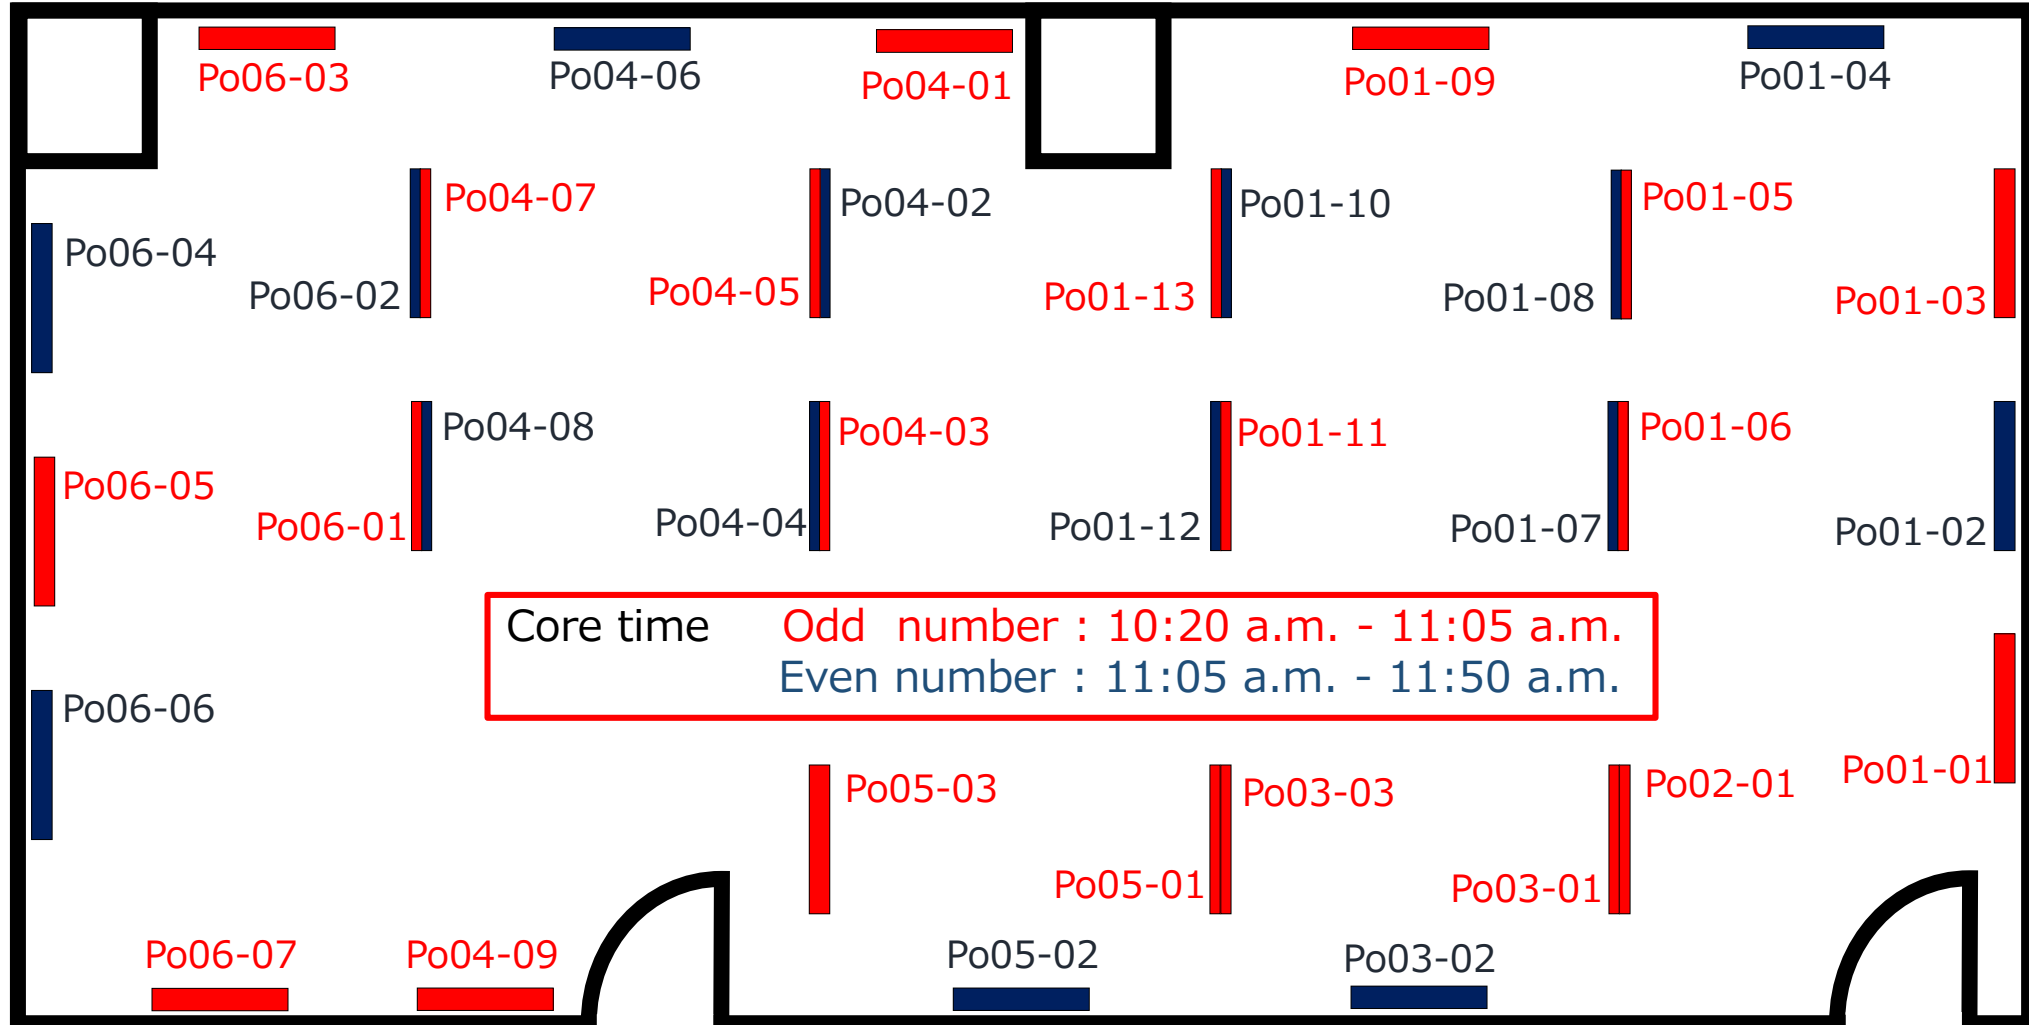 Po06-03
Po04-06
Po04-01
Po01-09
Po01-04
Po04-07
Po04-02
Po01-10
Po01-05
Po06-04
Po06-02
Po04-05
Po01-13
Po01-08
Po01-03
Po04-08
Po04-03
Po01-11
Po01-06
Po06-05
Po06-01
Po04-04
Po01-12
Po01-07
Po01-02
Core time Odd number : 10:20 a.m. - 11:05 a.m.
Even number : 11:05 a.m. - 11:50 a.m.
Po06-06
Po05-03
Po03-03
Po02-01
Po01-01
Po05-01
Po03-01
Po06-07
Po04-09
Po05-02
Po03-02